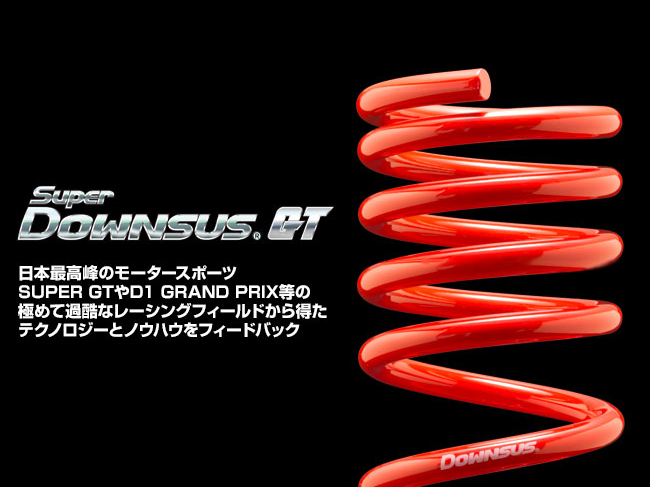 Super
DOWNSUS® GT
日本最高峰のモータースポーツ
SUPER GTやD1 GRAND PRIX等の
極めて過酷なレーシングフィールドから得た
テクノロジーとノウハウをフィードバック
DOWNSUS